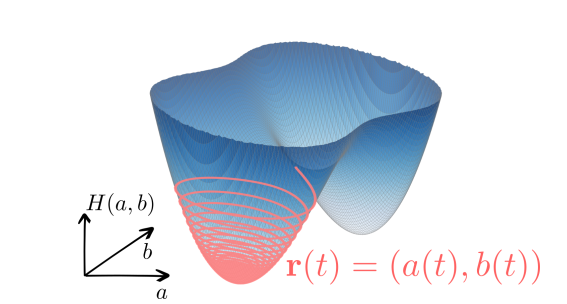 H(a, b)
b
a
r(t) = (a(t), b(t))